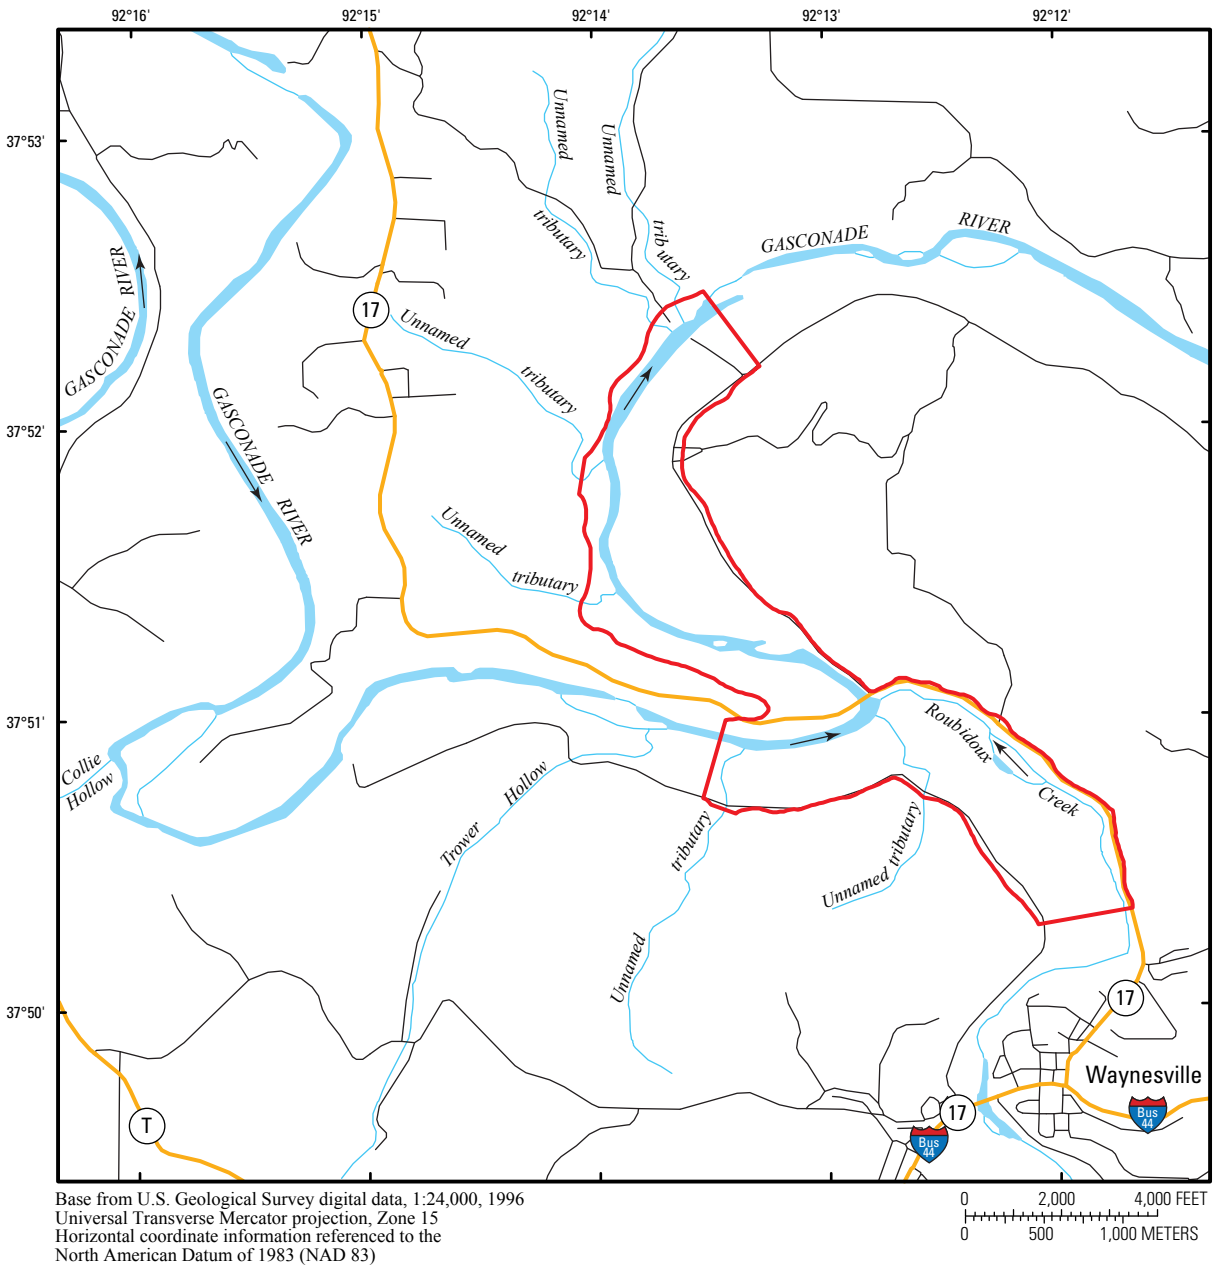 92°16' 92°15' 92°14' 92°13' 92°12'
37°53'
37°52'
37°51'
37°50'
Unnamed
tributary
Unnamed
trib utary
GASCONADE RIVER
GASCONADE RIVER
17
Unnamed
tributary
GASCONADE RIVER
Unnamed
tributary
Roubidoux
Creek
Collie
Hollow
Trower Hollow
tributary
Unnamed
Unnamed tributary
17
Waynesville
Bus
44
17
Bus
44
T
Base from U.S. Geological Survey digital data, 1:24,000, 1996
Universal Transverse Mercator projection, Zone 15
Horizontal coordinate information referenced to the
North American Datum of 1983 (NAD 83)
0 2,000 4,000 FEET
0 500 1,000 METERS